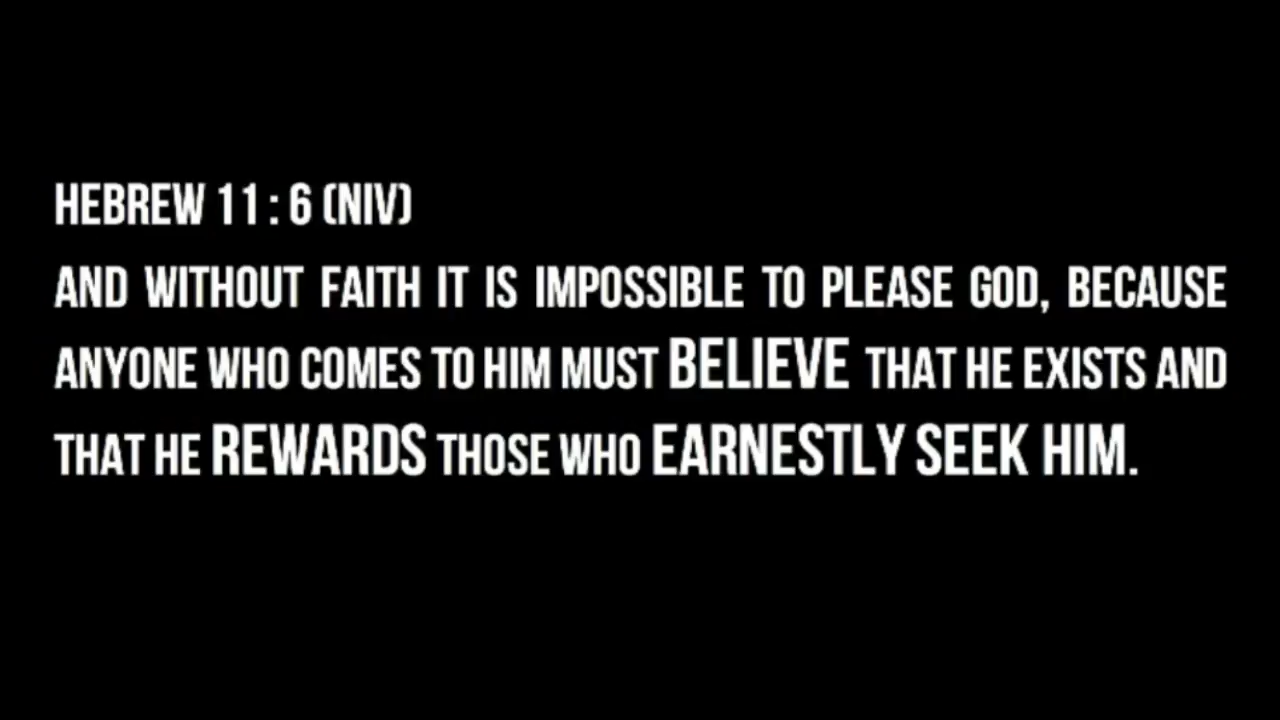 HEBREW 11 : 6 (NIV)
AND WITHOUT FAITH IT IS IMPOSSIBLE TO PLEASE GOD, BECAUSE
ANYONE WHO COMES TO HIM MUST BELIEVE THAT HE EXISTS AND
THAT HE REWARDS THOSE WHO EARNESTLY SEEK HIM.